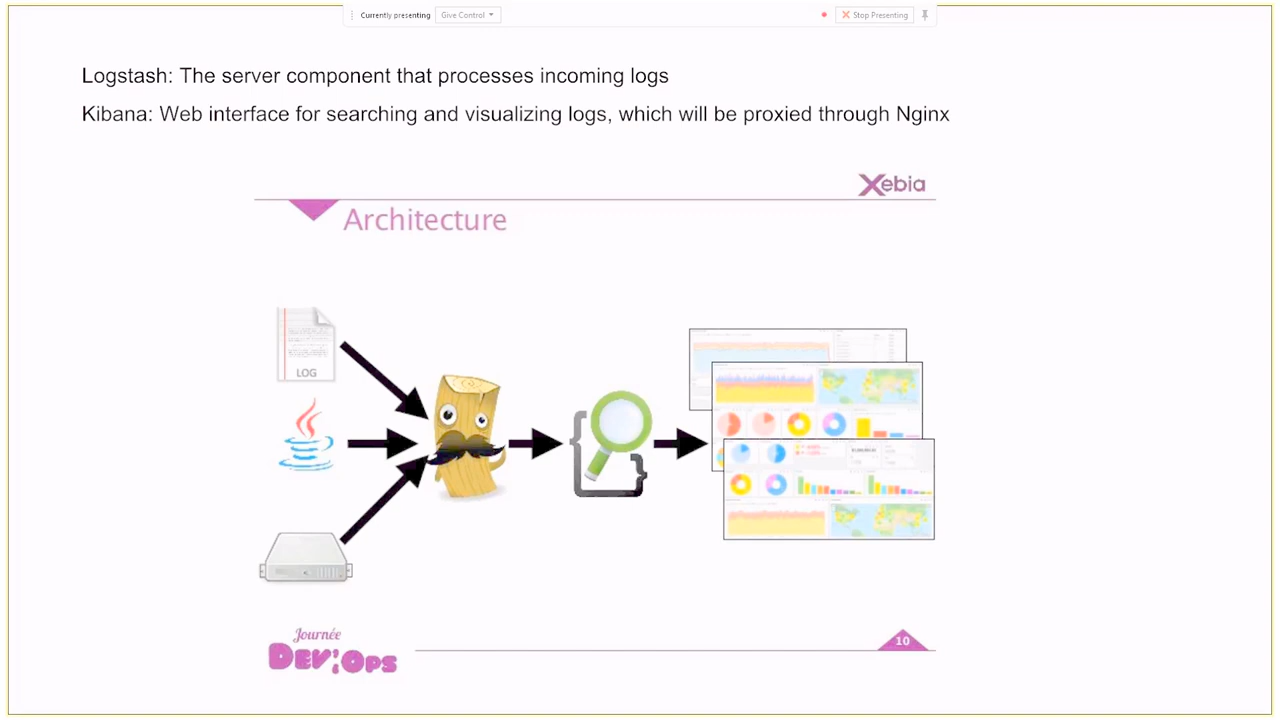 Currently presenting
Give Control
Stop Presenting
Logstash: The server component that processes incoming logs
Kibana: Web interface for searching and visualizing logs, which will be proxied through Nginx
Xebia
Architecture
LOG
Journée
DEV;OPS
10